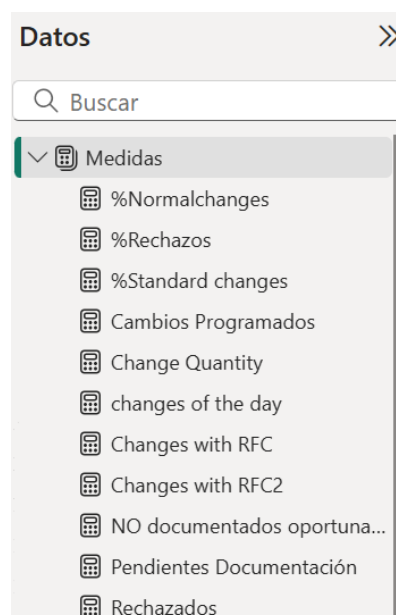 Datos
Buscar
Medidas
%Normalchanges
%Rechazos
%Standard changes
Cambios Programados
Change Quantity
changes of the day
Changes with RFC
Changes with RFC2
NO documentados oportuna...
Pendientes Documentación
Rechazados